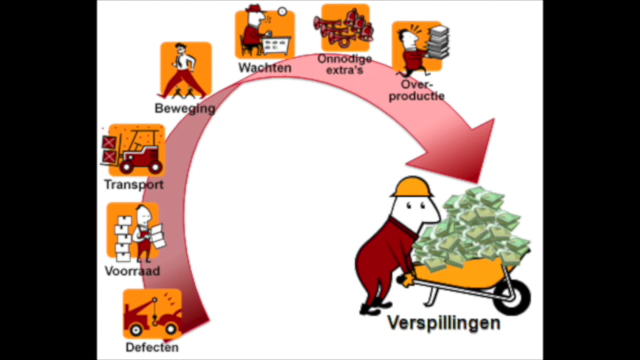 Wachten
Onnodige
extra's
Over-
productie
Beweging
Transport
Voorraad
Defecten
Verspillingen